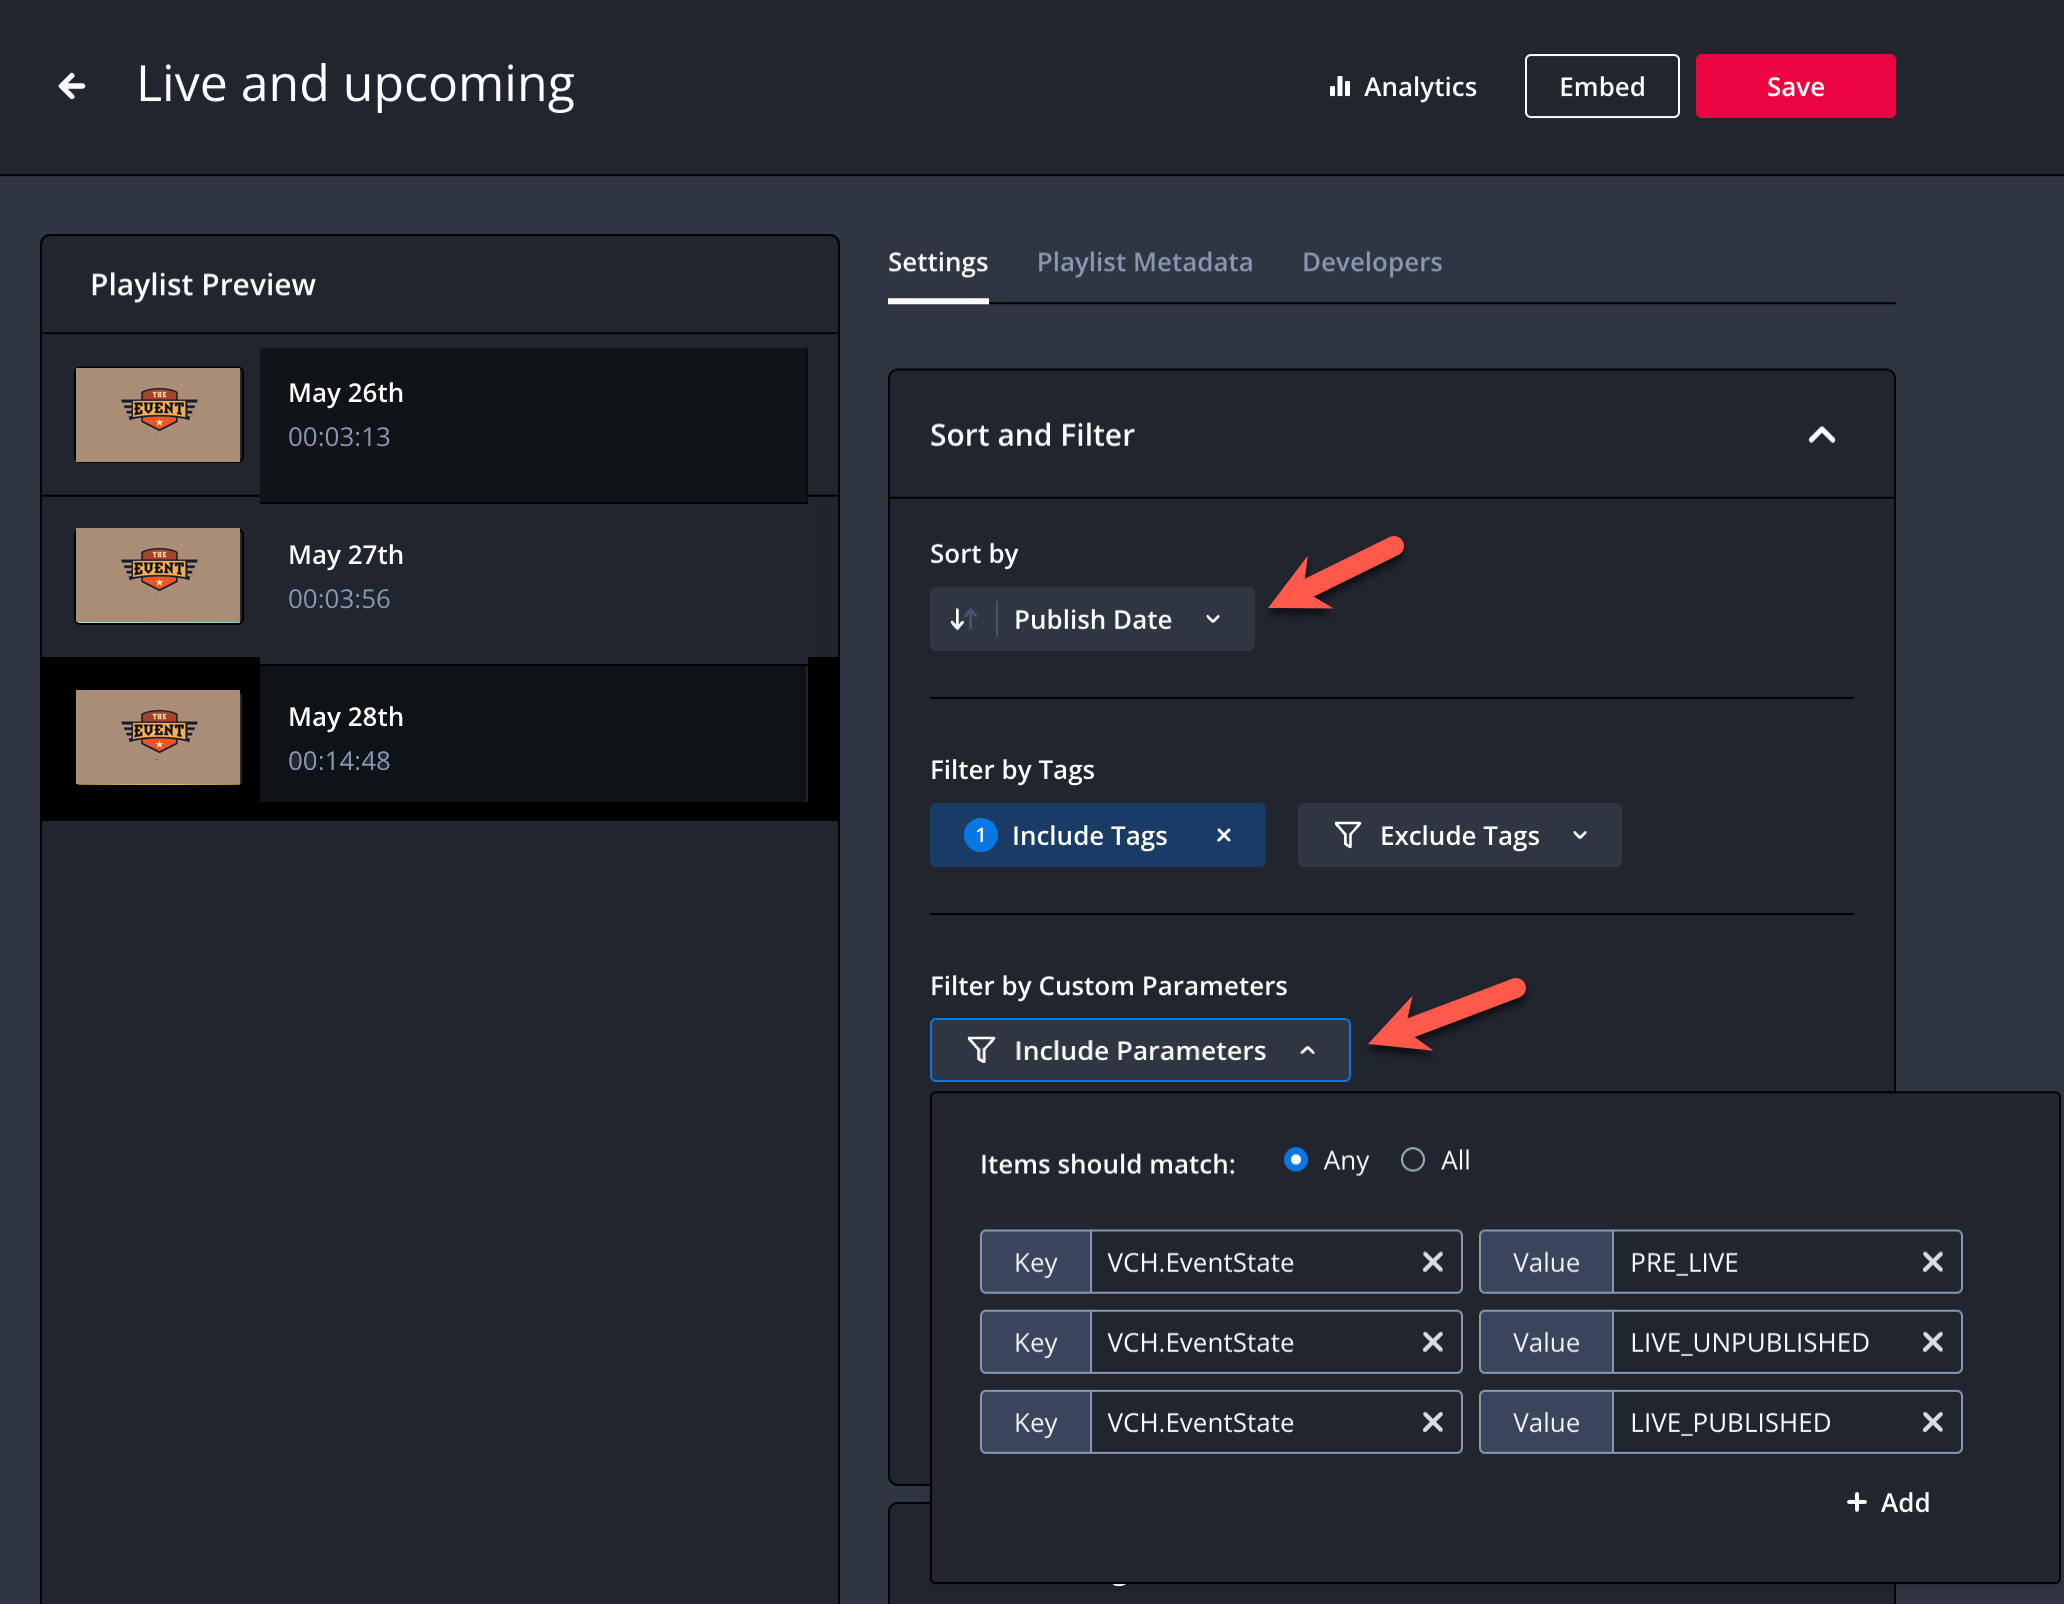 Live and upcoming
Analytics
Embed
Save
Playlist Preview
THE
EVENT
May 26th
00:03:13
THE
EVENT
May 27th
00:03:56
THE
EVENT
May 28th
00:14:48
Settings
Playlist Metadata
Developers
Sort and Filter
Sort by
Publish Date
Filter by Tags
1 Include Tags
Exclude Tags
Filter by Custom Parameters
Include Parameters
Items should match: Any All
Key VCH.EventState Value PRE_LIVE
Key VCH.EventState Value LIVE_UNPUBLISHED
Key VCH.EventState Value LIVE_PUBLISHED
+ Add